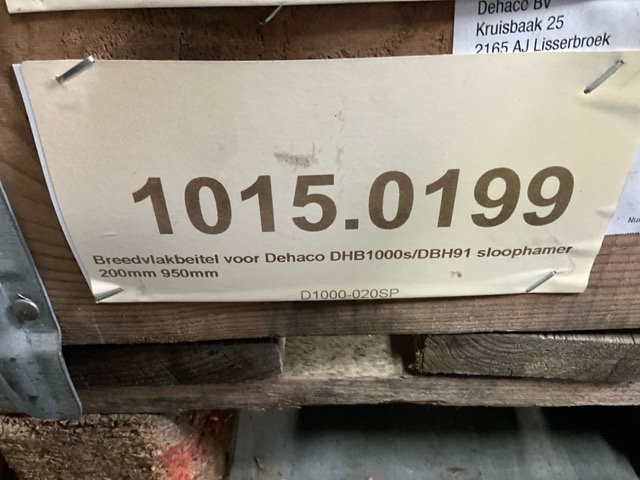 Dehaco BV
Kruisbaak 25
2165 AJ Lisserbroek
1015.0199
Breedvlakbeitel voor Dehaco DHB1000s/DBH91 sloophamer
200mm 950mm
D1000-020SP